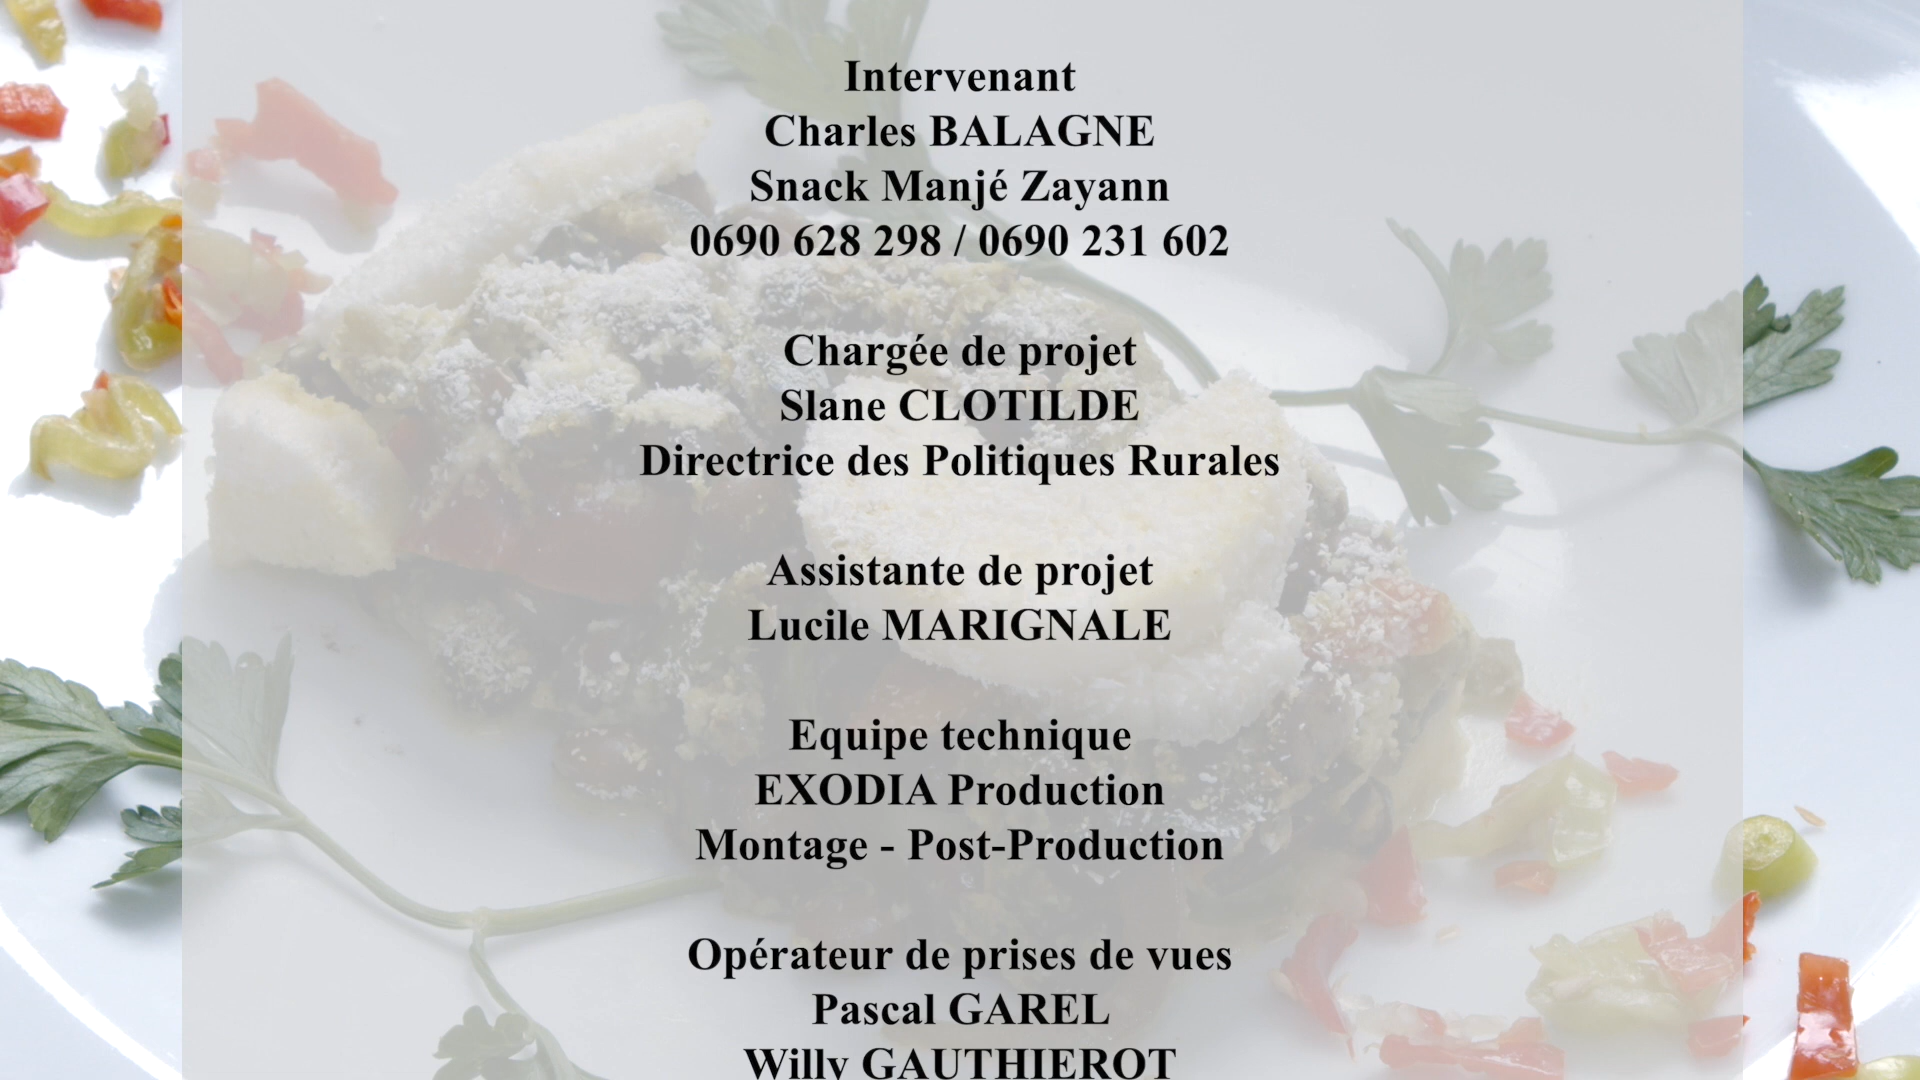 Intervenant
Charles BALAGNE
Snack Manjé Zayann
0690 628 298 / 0690 231 602
Chargée de projet
Slane CLOTILDE
Directrice des Politiques Rurales
Assistante de projet
Lucile MARIGNALE
Equipe technique
EXODIA Production
Montage - Post-Production
Opérateur de prises de vues
Pascal GAREL
Willy GAUTHIEROT